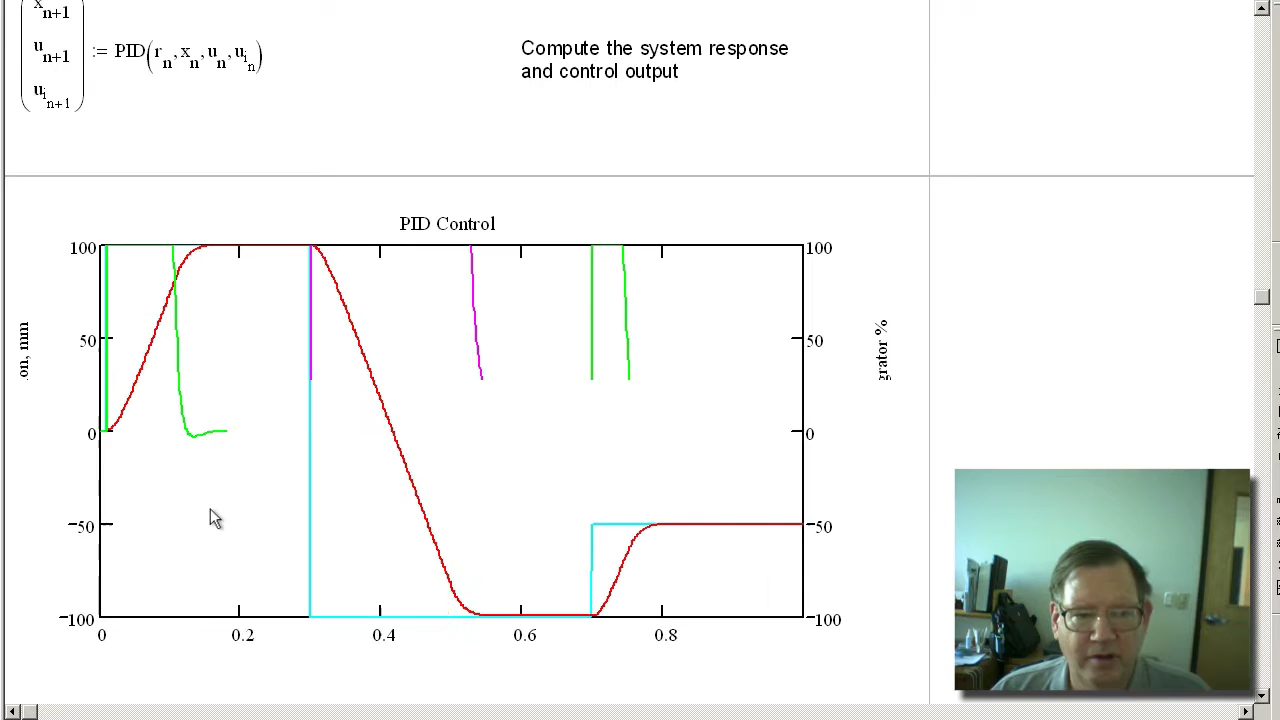 x n+1
u n+1
u i n+1
:= PID(r n , x n , u n , u i n )
Compute the system response
and control output
PID Control
100
50
0
−50
−100
100
50
0
−50
−100
0
0.2
0.4
0.6
0.8
on, mm
grator %